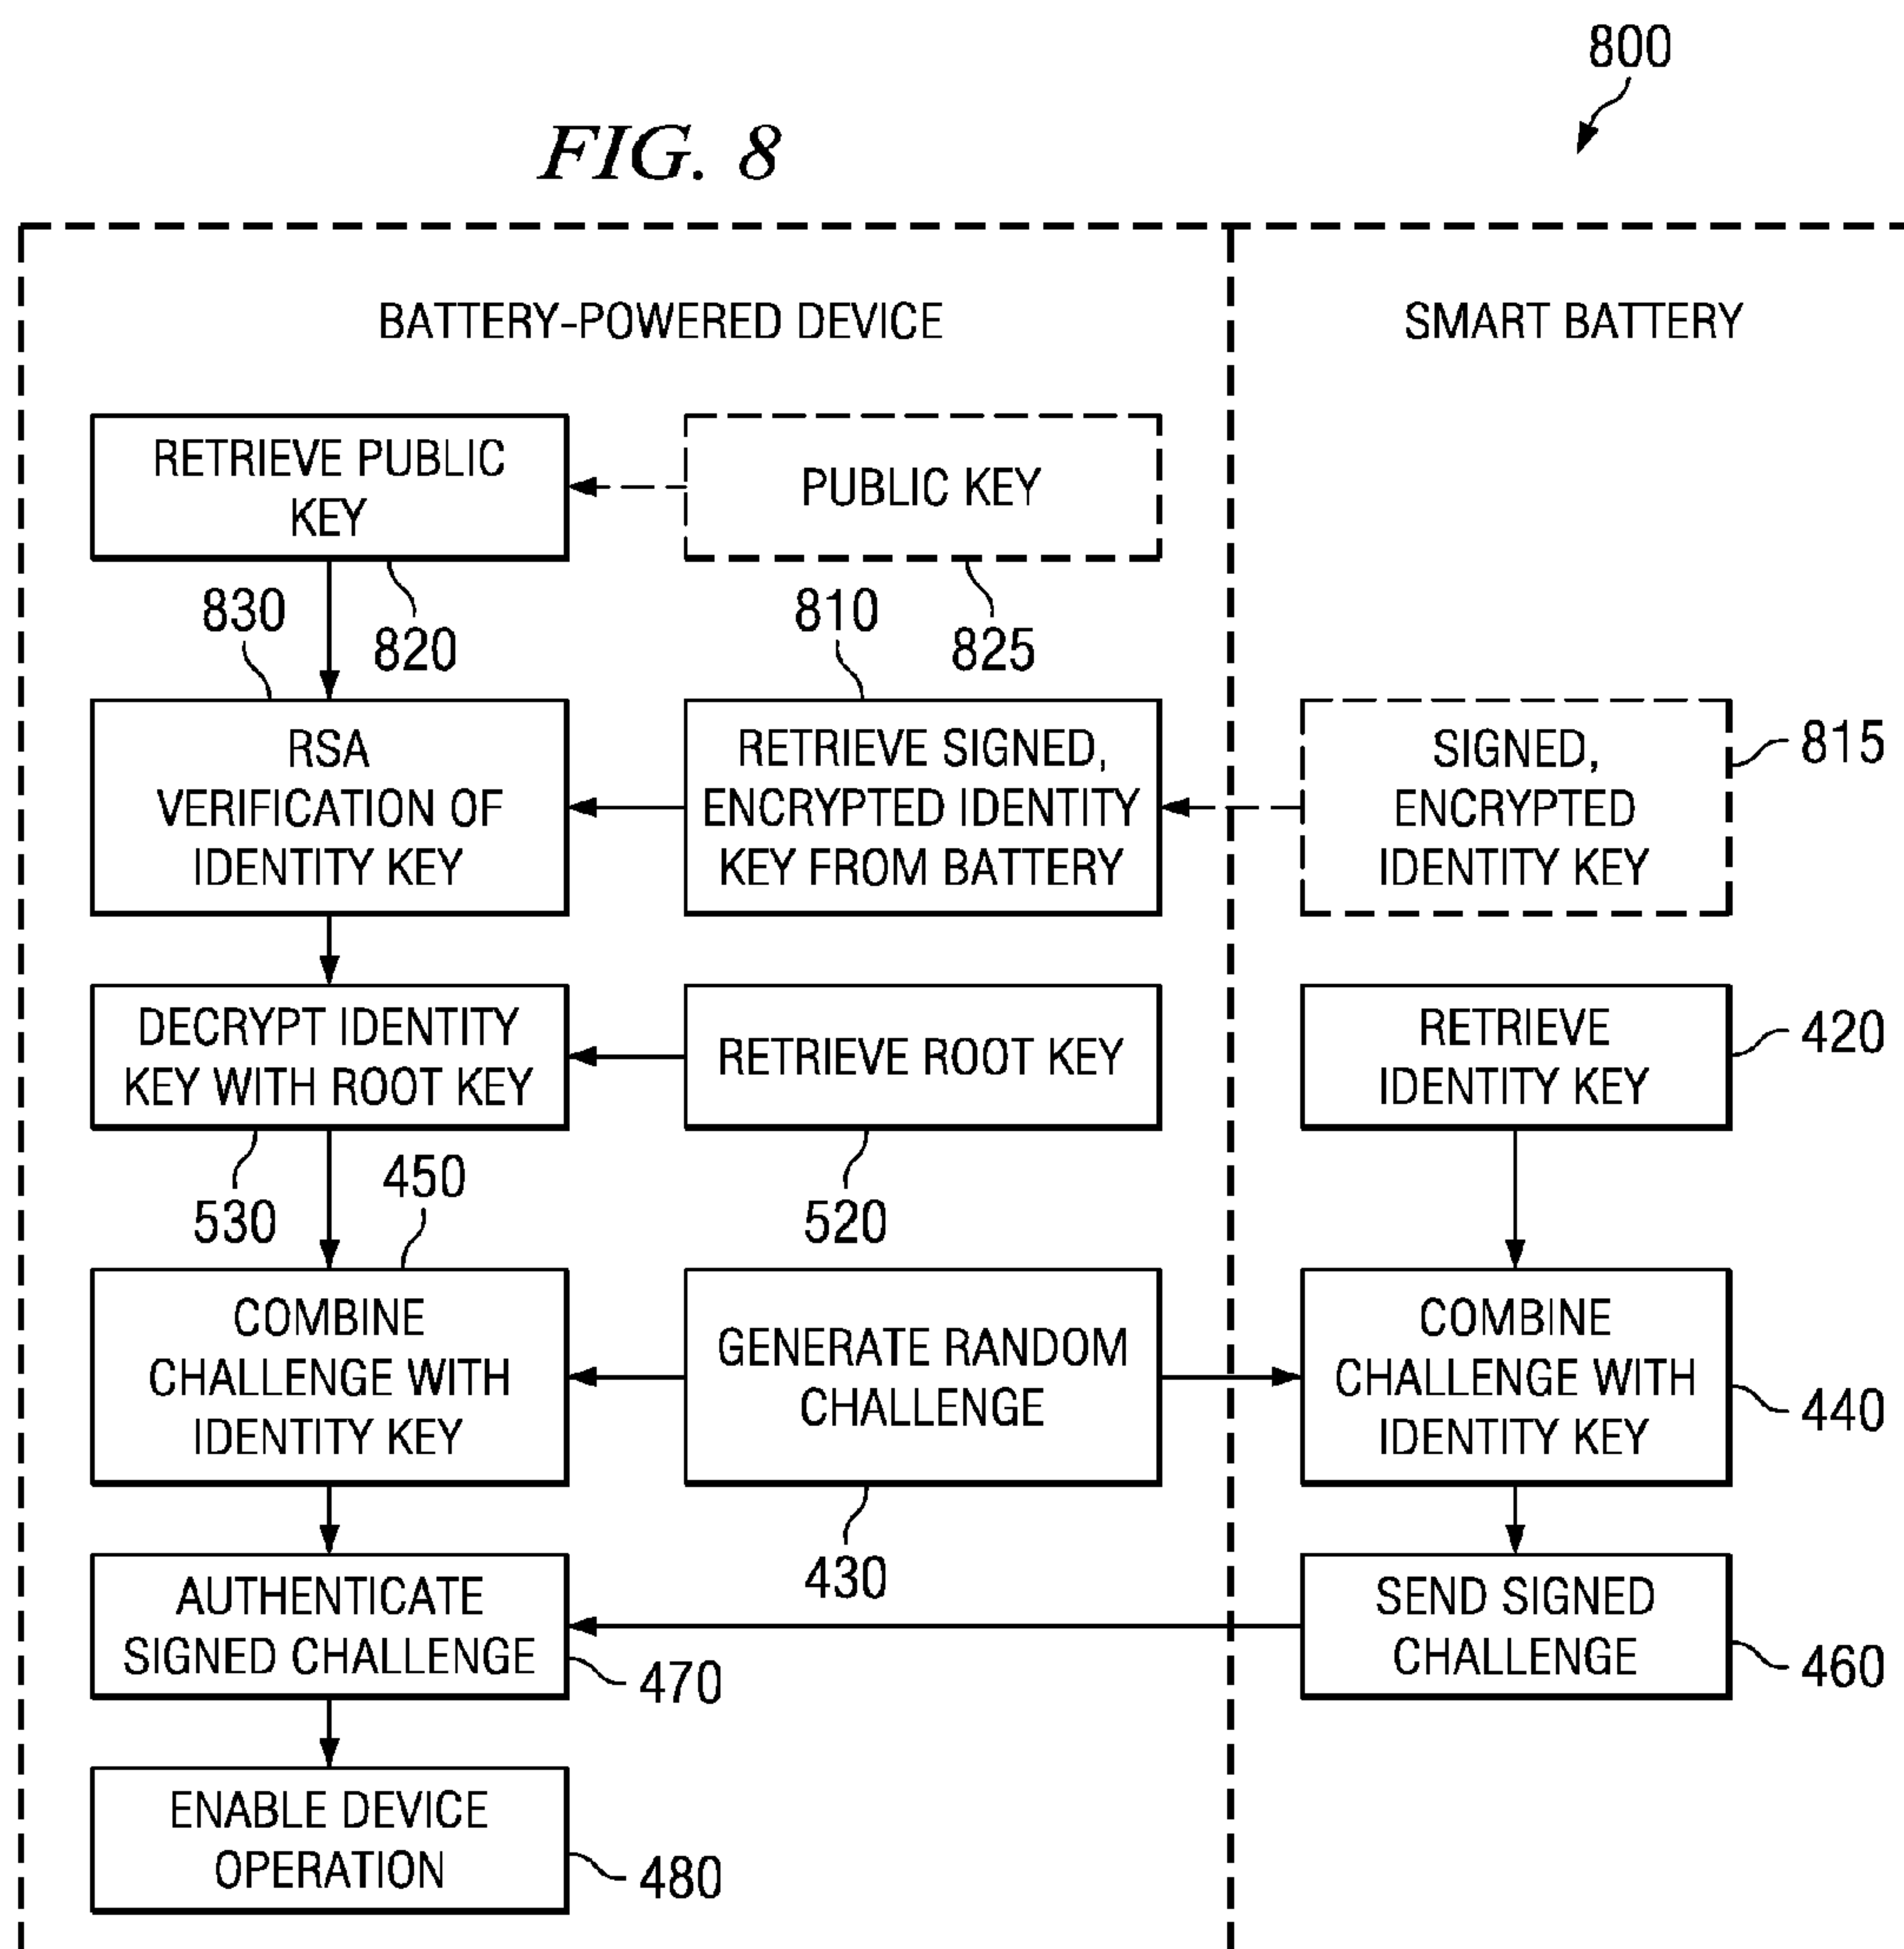 800
FIG. 8
BATTERY-POWERED DEVICE
SMART BATTERY
RETRIEVE PUBLIC
KEY
PUBLIC KEY
830
820
810
825
RSA
VERIFICATION OF
IDENTITY KEY
RETRIEVE SIGNED,
ENCRYPTED IDENTITY
KEY FROM BATTERY
SIGNED,
ENCRYPTED
IDENTITY KEY
815
DECRYPT IDENTITY
KEY WITH ROOT KEY
RETRIEVE ROOT KEY
RETRIEVE
IDENTITY KEY
420
530
450
520
COMBINE
CHALLENGE WITH
IDENTITY KEY
GENERATE RANDOM
CHALLENGE
COMBINE
CHALLENGE WITH
IDENTITY KEY
440
430
AUTHENTICATE
SIGNED CHALLENGE
470
SEND SIGNED
CHALLENGE
460
ENABLE DEVICE
OPERATION
480